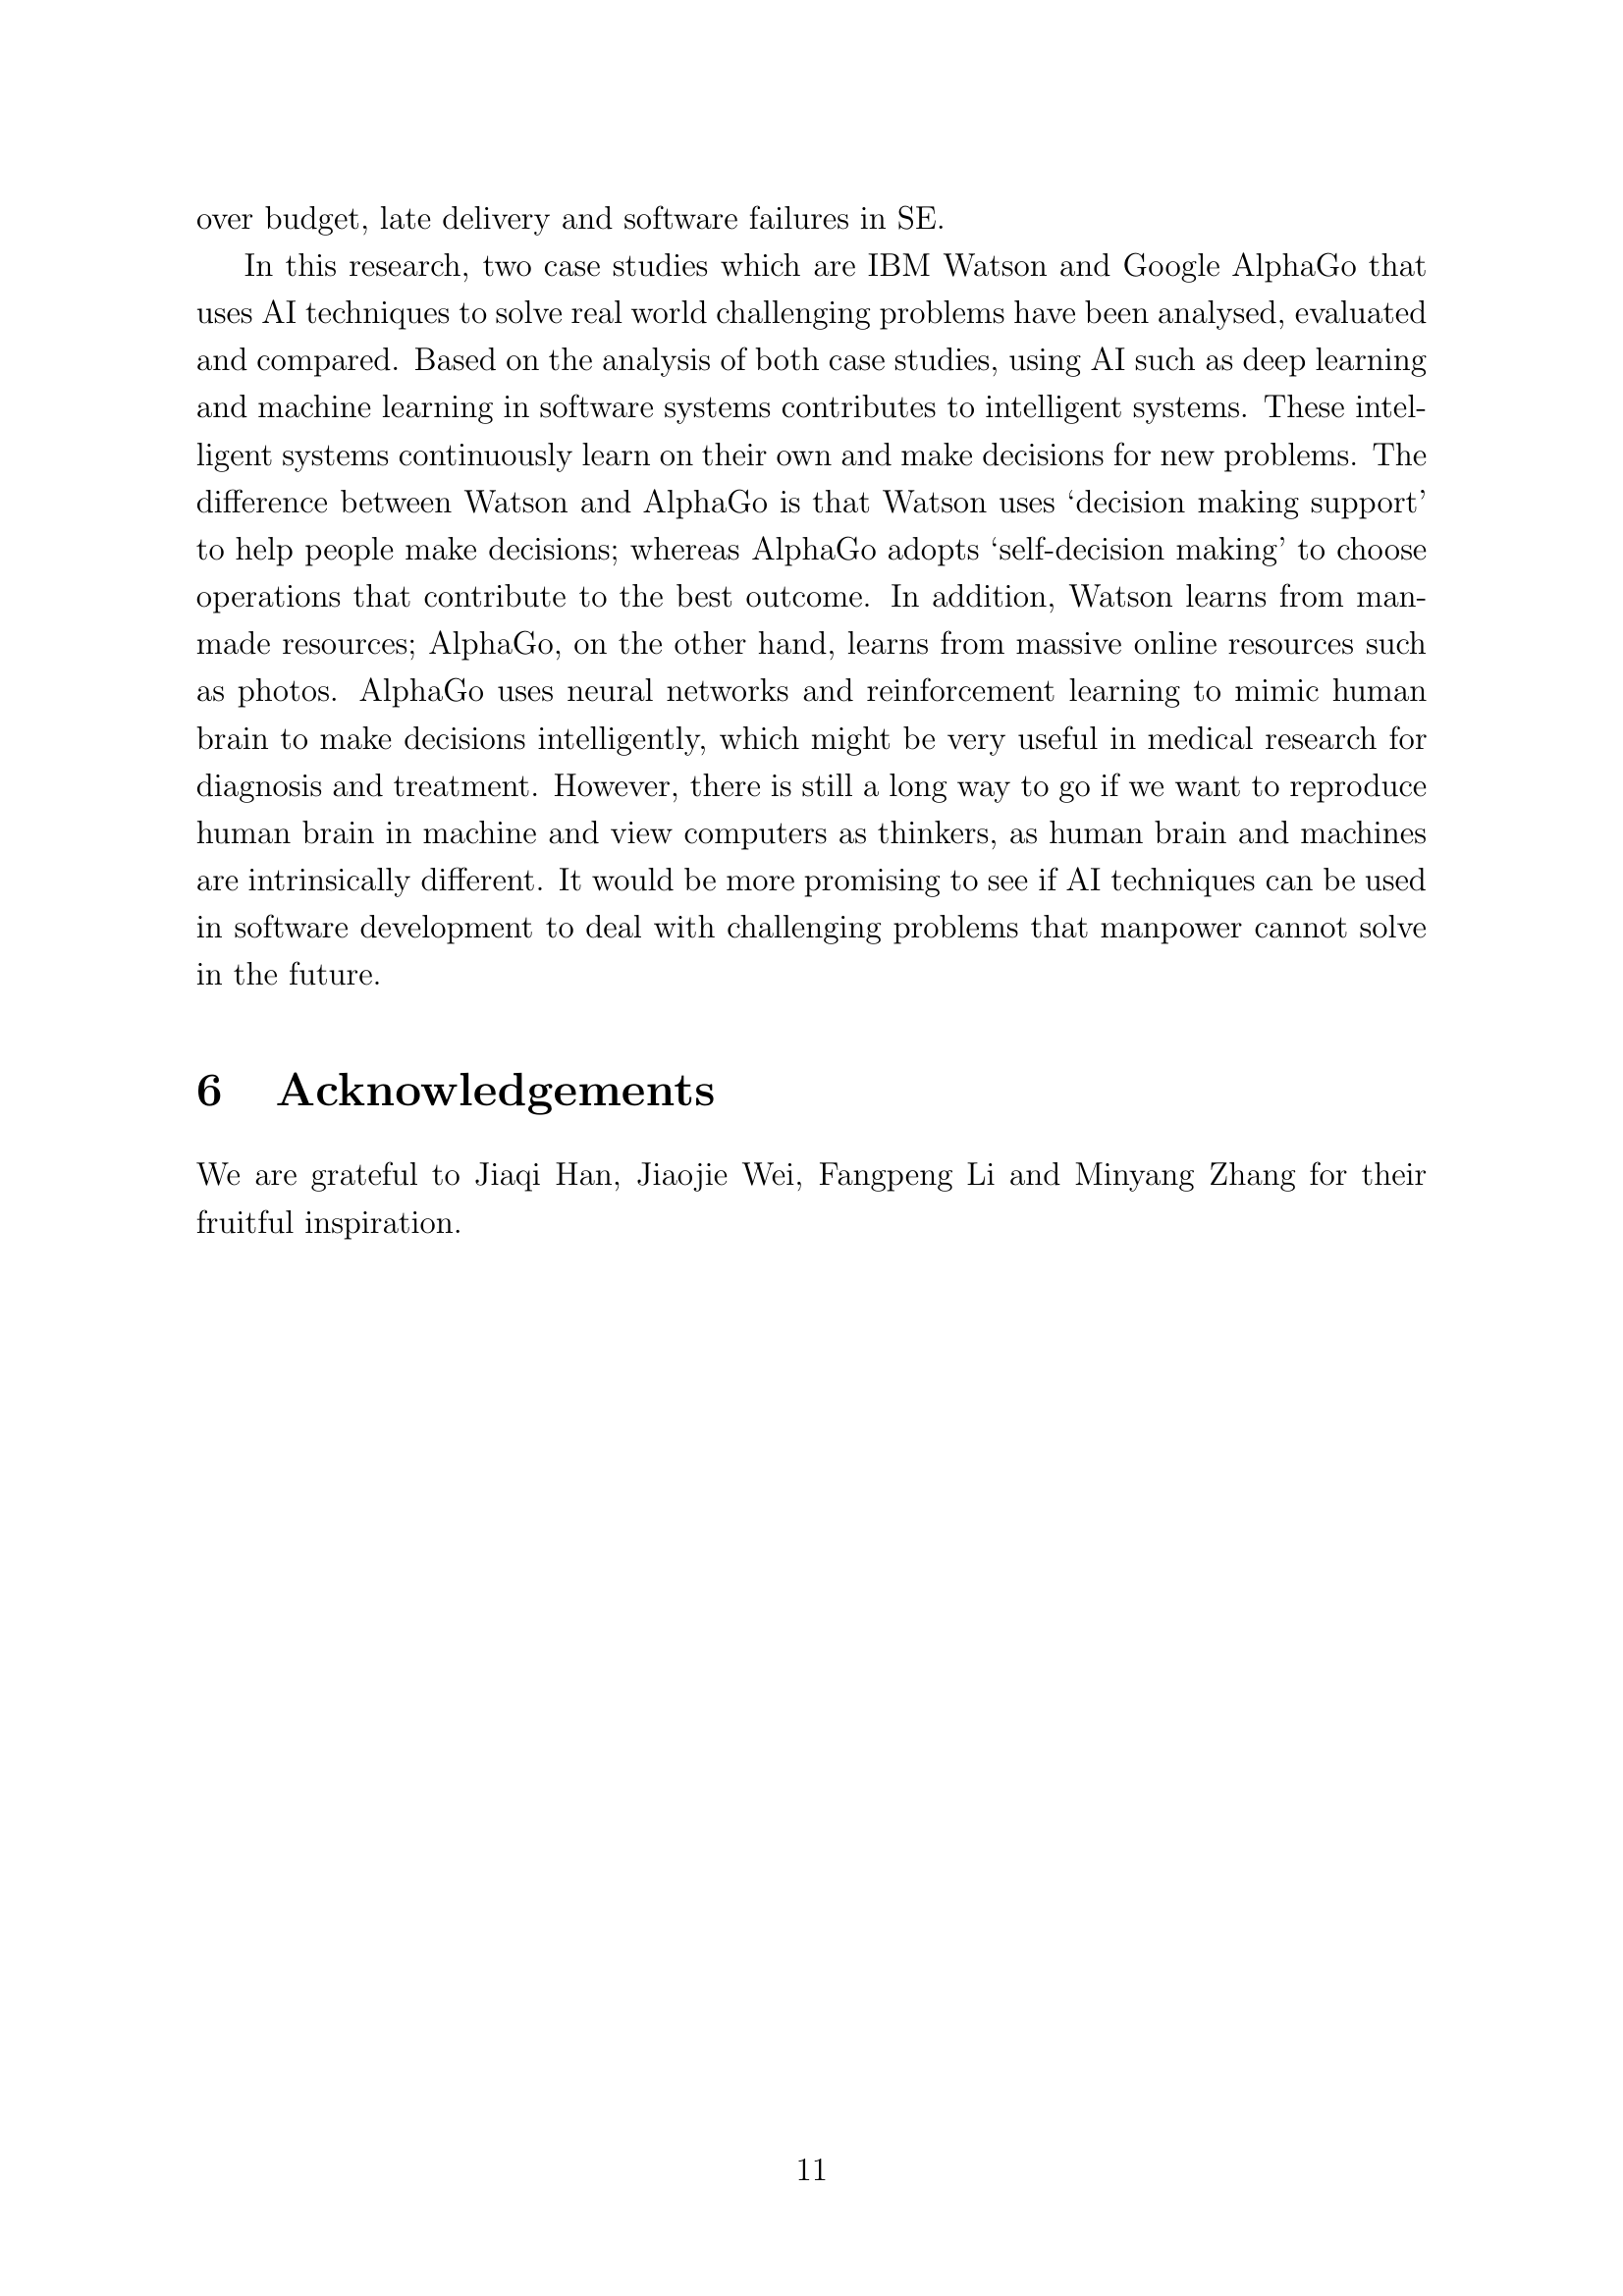 over budget, late delivery and software failures in SE.
In this research, two case studies which are IBM Watson and Google AlphaGo that
uses AI techniques to solve real world challenging problems have been analysed, evaluated
and compared. Based on the analysis of both case studies, using AI such as deep learning
and machine learning in software systems contributes to intelligent systems. These intel-
ligent systems continuously learn on their own and make decisions for new problems. The
difference between Watson and AlphaGo is that Watson uses ‘decision making support’
to help people make decisions; whereas AlphaGo adopts ‘self-decision making’ to choose
operations that contribute to the best outcome. In addition, Watson learns from man-
made resources; AlphaGo, on the other hand, learns from massive online resources such
as photos. AlphaGo uses neural networks and reinforcement learning to mimic human
brain to make decisions intelligently, which might be very useful in medical research for
diagnosis and treatment. However, there is still a long way to go if we want to reproduce
human brain in machine and view computers as thinkers, as human brain and machines
are intrinsically different. It would be more promising to see if AI techniques can be used
in software development to deal with challenging problems that manpower cannot solve
in the future.
6 Acknowledgements
We are grateful to Jiaqi Han, Jiaojie Wei, Fangpeng Li and Minyang Zhang for their
fruitful inspiration.
11